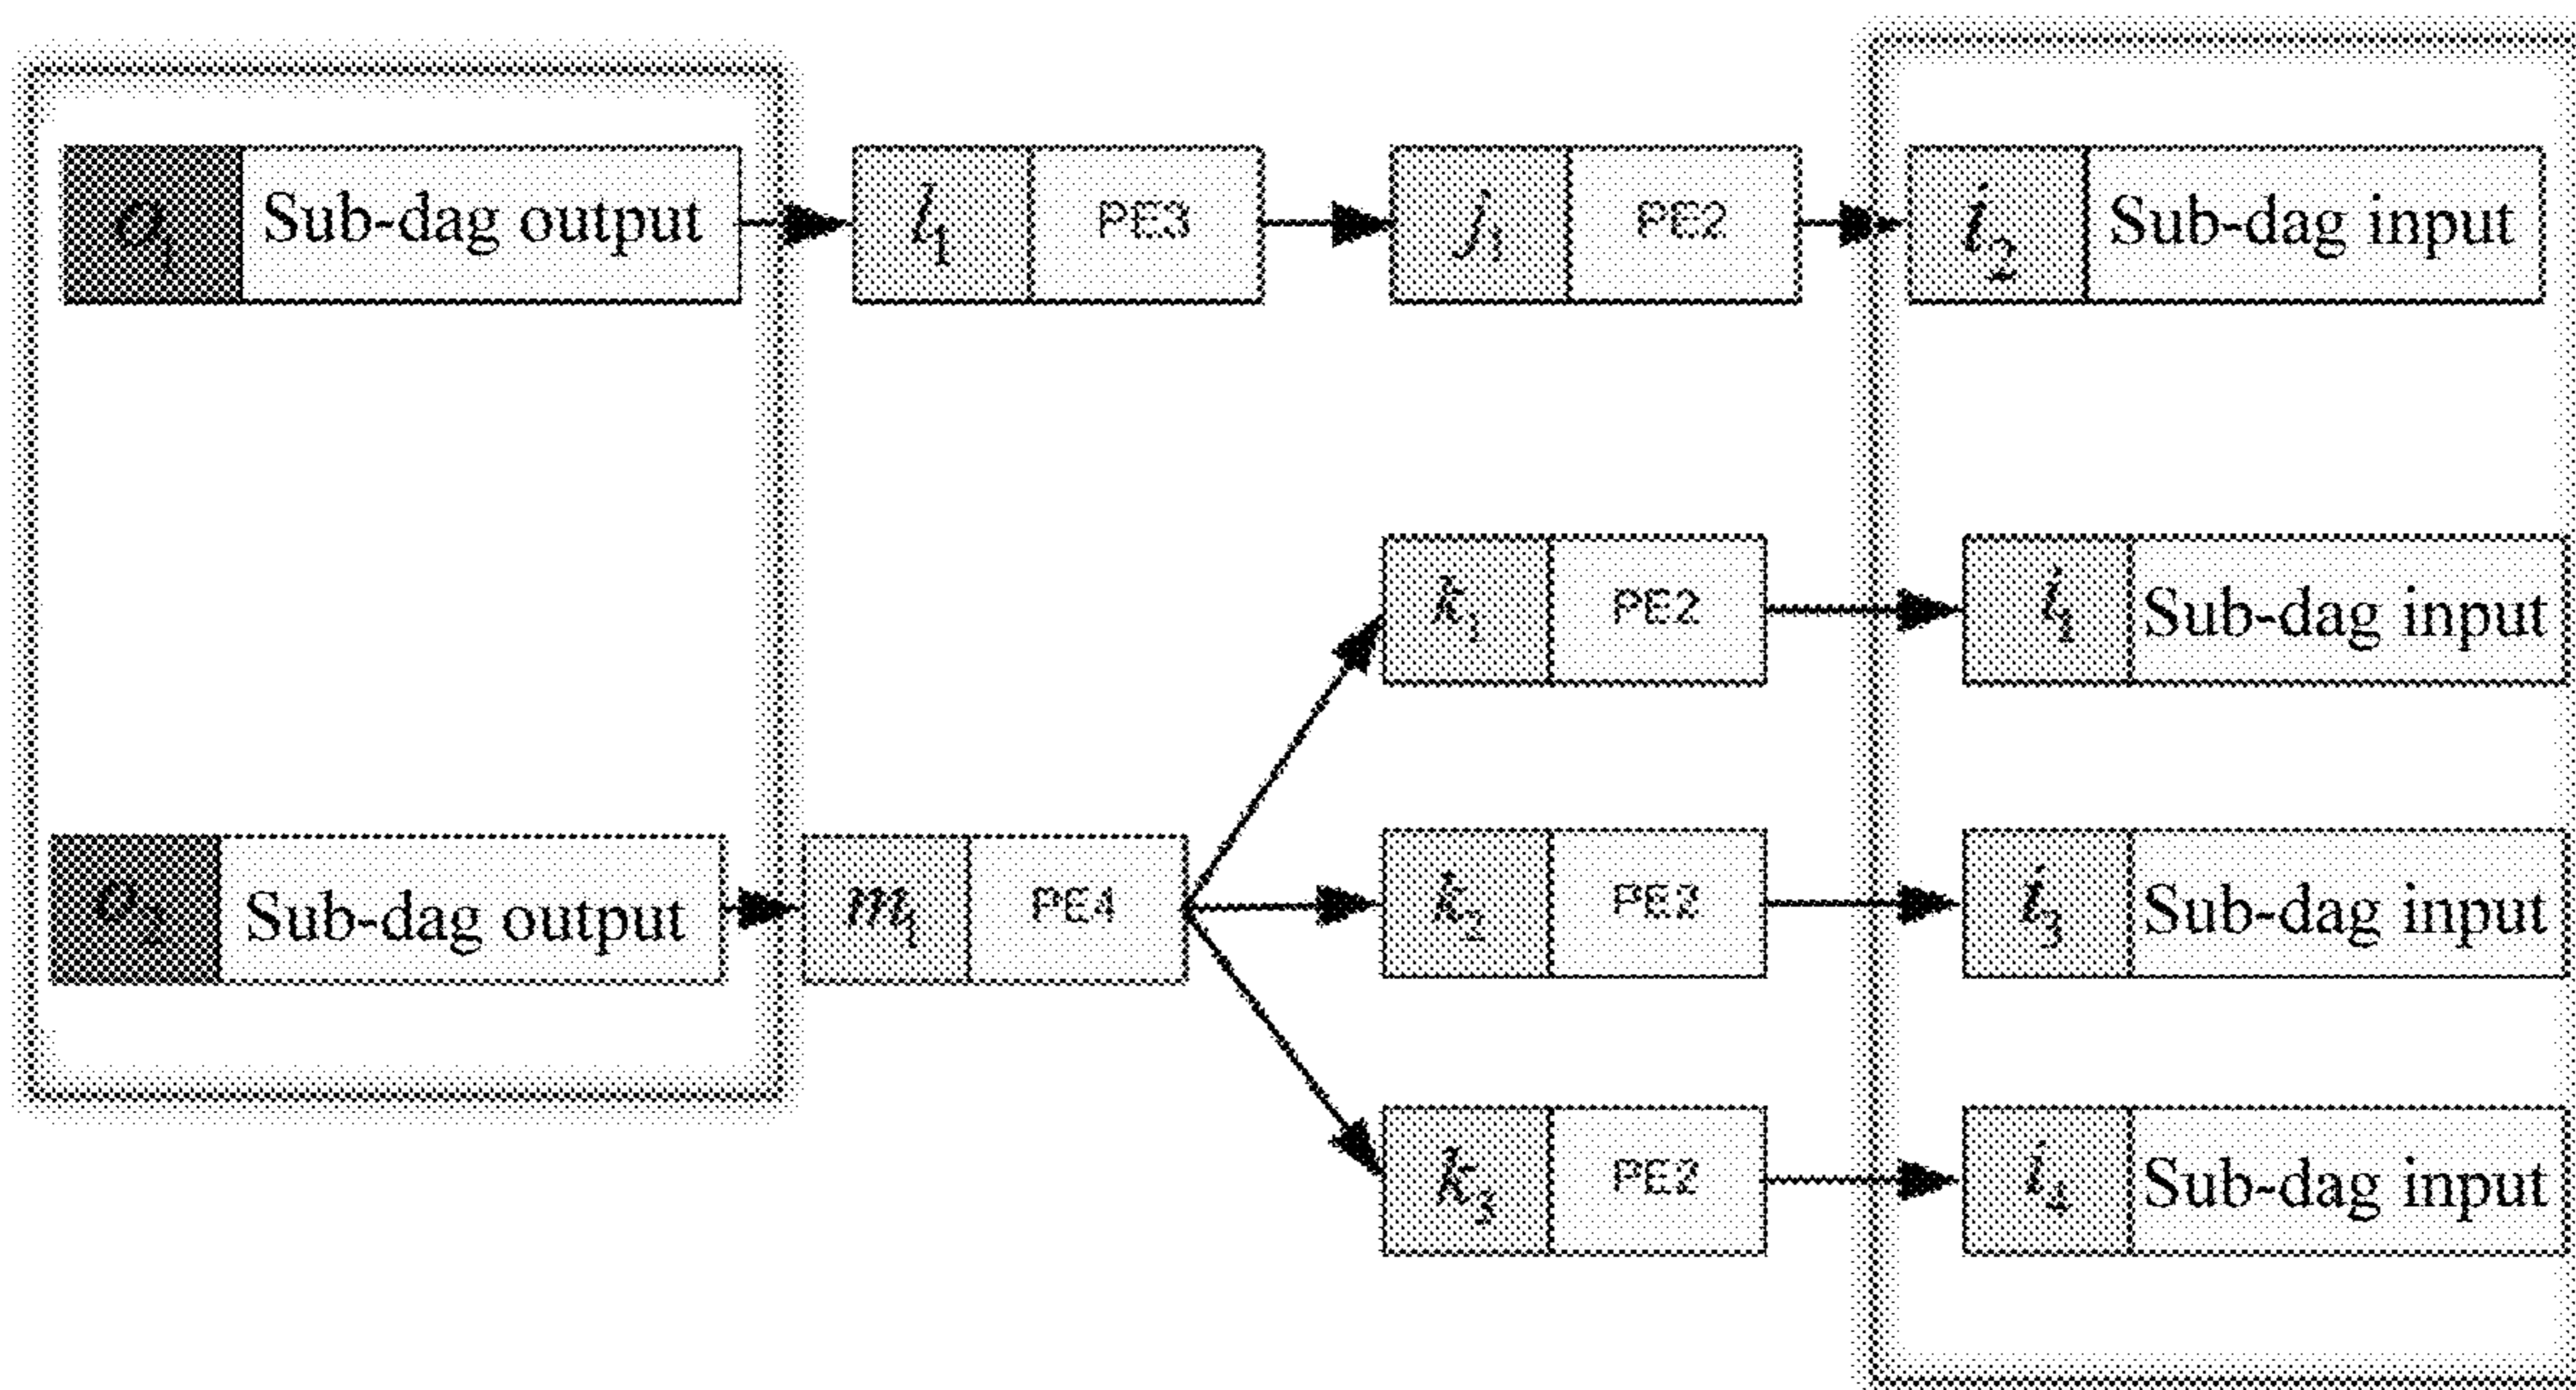 o₁ Sub-dag output l₁ PE3 j₁ PE2 i₂ Sub-dag input
k₁ PE2 i₁ Sub-dag input
o₂ Sub-dag output m₁ PE4 k₂ PE2 i₃ Sub-dag input
k₃ PE2 i₄ Sub-dag input